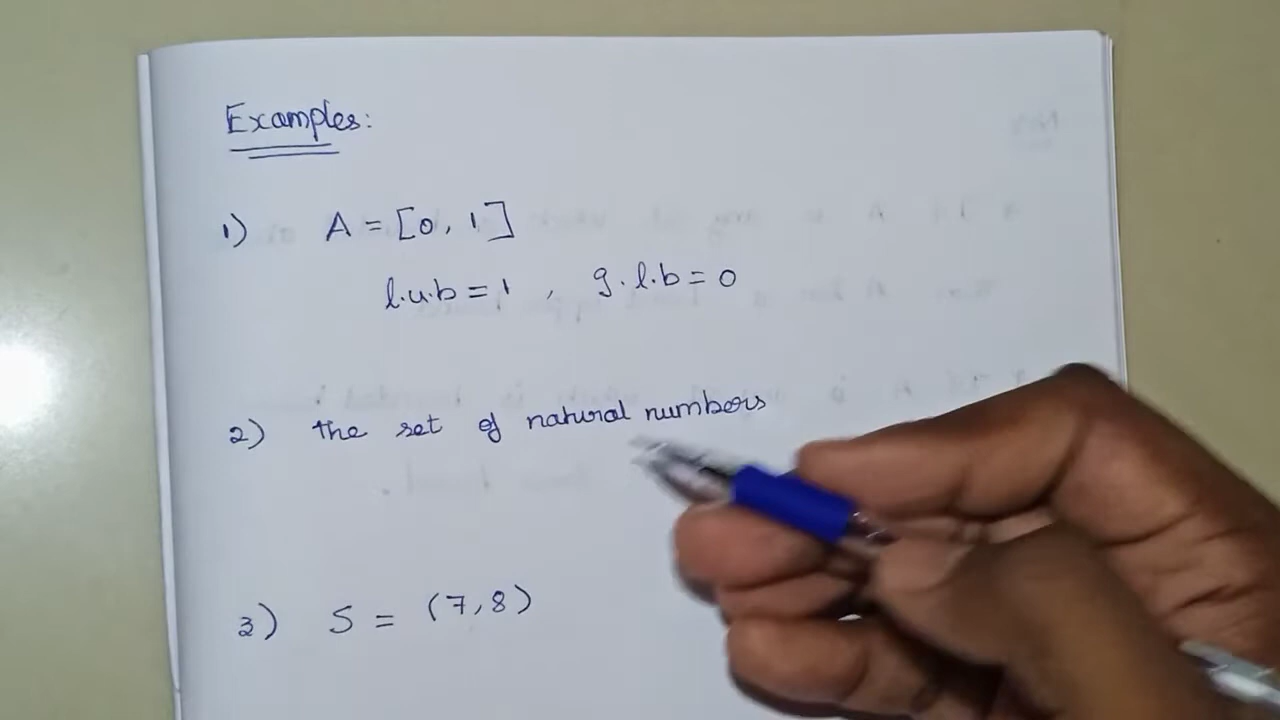 Examples:
1) A = [0, 1]
l.u.b = 1 , g.l.b = 0
2) the set of natural numbers
3) S = (7,8)